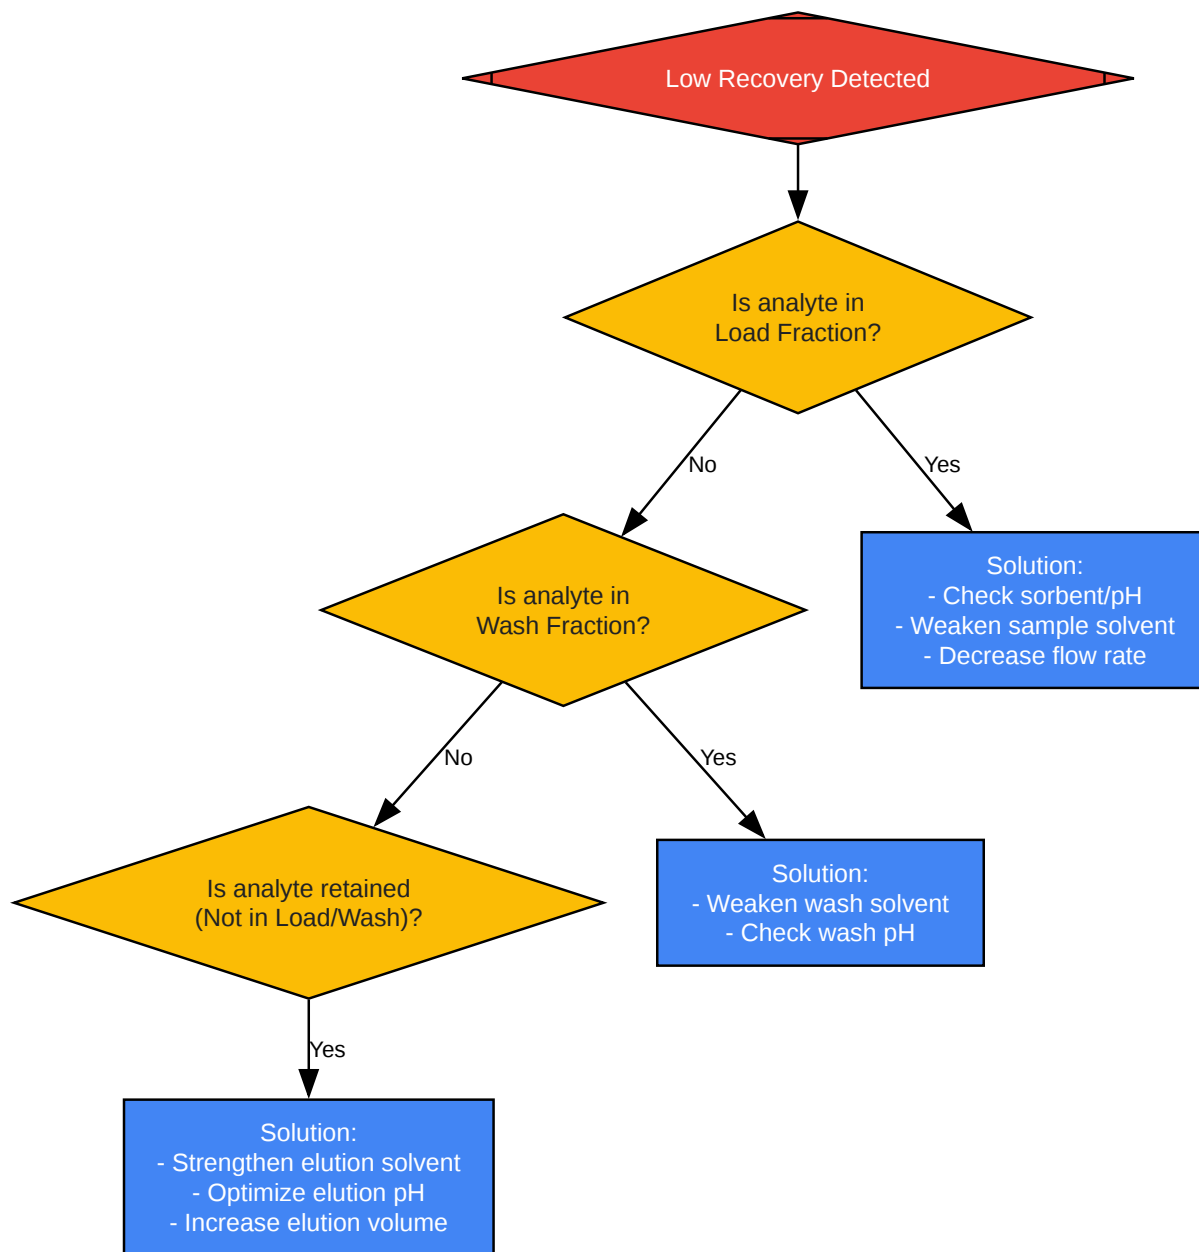 Low Recovery Detected
Is analyte in
Load Fraction?
No
Yes
Is analyte in
Wash Fraction?
Solution:
- Check sorbent/pH
- Weaken sample solvent
- Decrease flow rate
No
Yes
Is analyte retained
(Not in Load/Wash)?
Solution:
- Weaken wash solvent
- Check wash pH
Yes
Solution:
- Strengthen elution solvent
- Optimize elution pH
- Increase elution volume